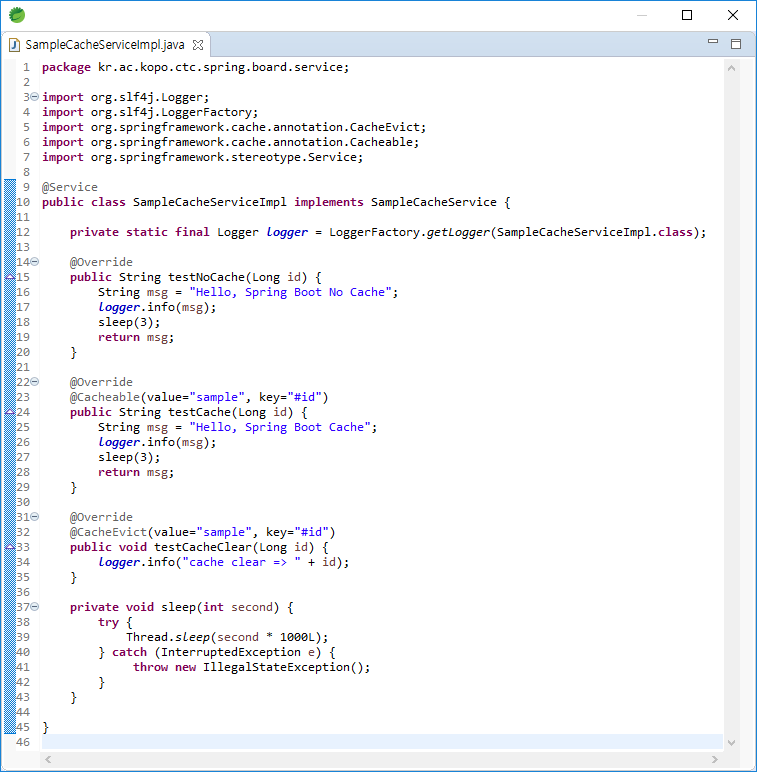 SampleCacheServiceImpl.java
1 package kr.ac.kopo.ctc.spring.board.service;
2
3 import org.slf4j.Logger;
4 import org.slf4j.LoggerFactory;
5 import org.springframework.cache.annotation.CacheEvict;
6 import org.springframework.cache.annotation.Cacheable;
7 import org.springframework.stereotype.Service;
8
9 @Service
10 public class SampleCacheServiceImpl implements SampleCacheService {
11
12     private static final Logger logger = LoggerFactory.getLogger(SampleCacheServiceImpl.class);
13
14     @Override
15     public String testNoCache(Long id) {
16         String msg = "Hello, Spring Boot No Cache";
17         logger.info(msg);
18         sleep(3);
19         return msg;
20     }
21
22     @Override
23     @Cacheable(value="sample", key="#id")
24     public String testCache(Long id) {
25         String msg = "Hello, Spring Boot Cache";
26         logger.info(msg);
27         sleep(3);
28         return msg;
29     }
30
31     @Override
32     @CacheEvict(value="sample", key="#id")
33     public void testCacheClear(Long id) {
34         logger.info("cache clear => " + id);
35     }
36
37     private void sleep(int second) {
38         try {
39             Thread.sleep(second * 1000L);
40         } catch (InterruptedException e) {
41              throw new IllegalStateException();
42         }
43     }
44
45 }
46